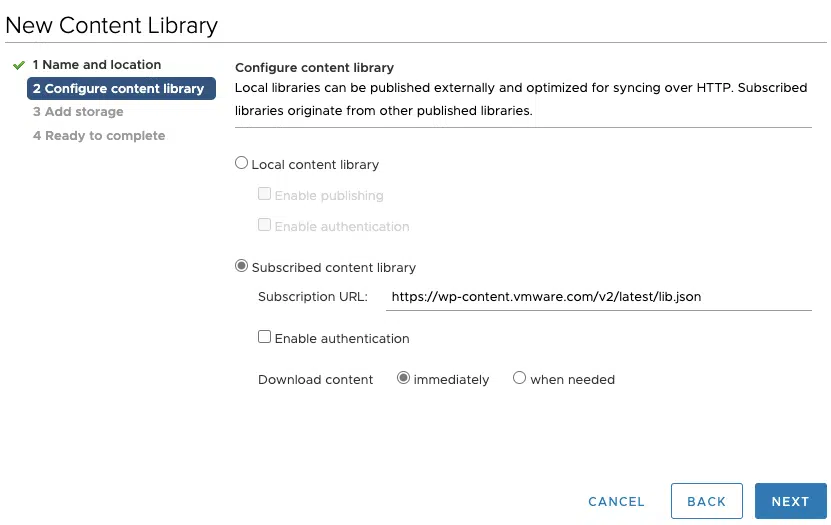 New Content Library
1 Name and location
2 Configure content library
3 Add storage
4 Ready to complete
Configure content library
Local libraries can be published externally and optimized for syncing over HTTP. Subscribed
libraries originate from other published libraries.
Local content library
Enable publishing
Enable authentication
Subscribed content library
Subscription URL: https://wp-content.vmware.com/v2/latest/lib.json
Enable authentication
Download content immediately when needed
CANCEL BACK NEXT